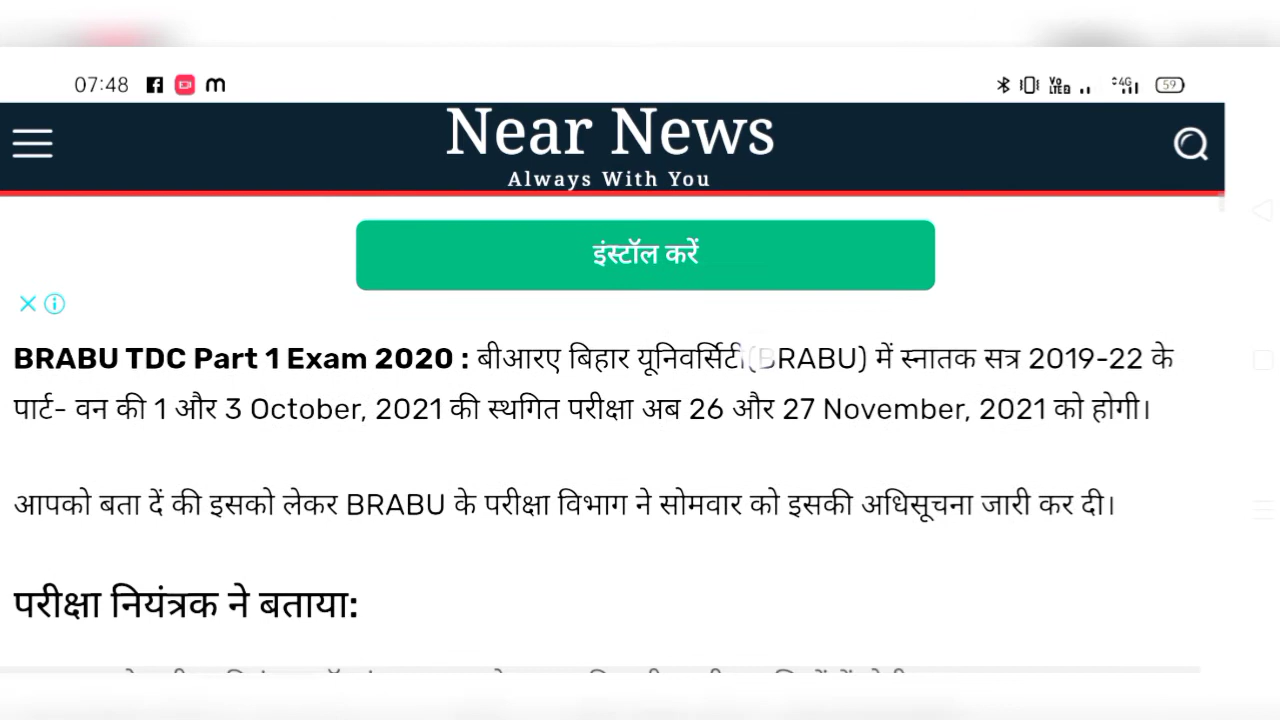 07:48
59
Near News
Always With You
इंस्टॉल करें
BRABU TDC Part 1 Exam 2020 : बीआरए बिहार यूनिवर्सिटी(BRABU) में स्नातक सत्र 2019-22 के
पार्ट- वन की 1 और 3 October, 2021 की स्थगित परीक्षा अब 26 और 27 November, 2021 को होगी।
आपको बता दें की इसको लेकर BRABU के परीक्षा विभाग ने सोमवार को इसकी अधिसूचना जारी कर दी।
परीक्षा नियंत्रक ने बताया: